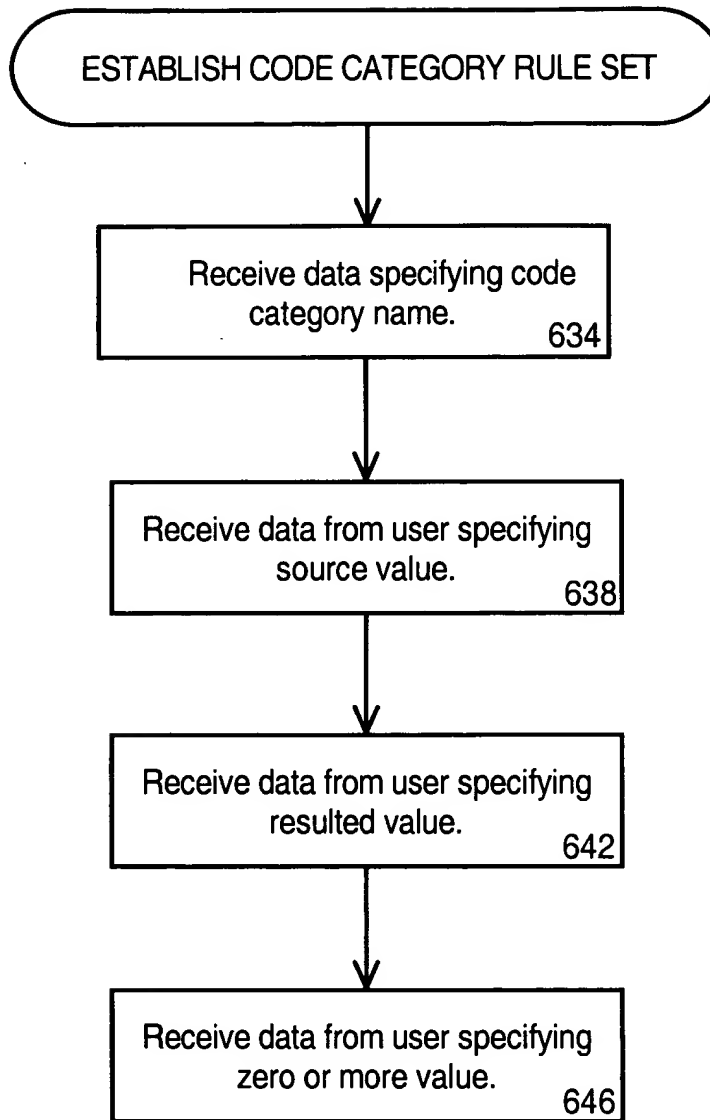 ESTABLISH CODE CATEGORY RULE SET
Receive data specifying code
category name.
634
Receive data from user specifying
source value.
638
Receive data from user specifying
resulted value.
642
Receive data from user specifying
zero or more value.
646